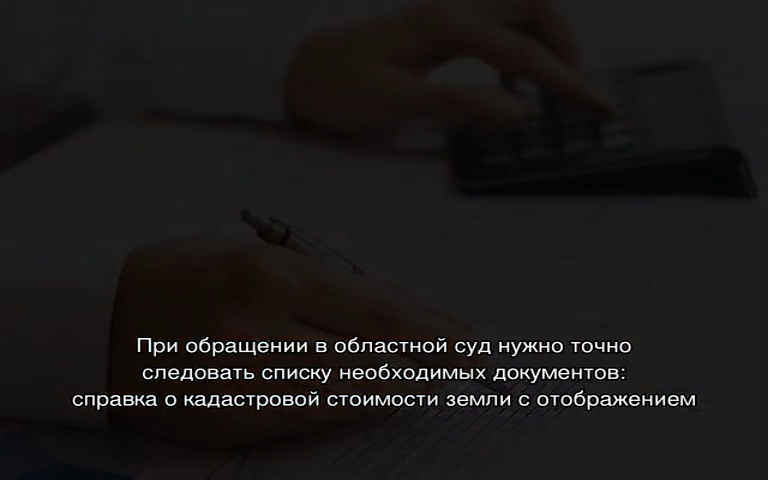 При обращении в областной суд нужно точно
следовать списку необходимых документов:
справка о кадастровой стоимости земли с отображением